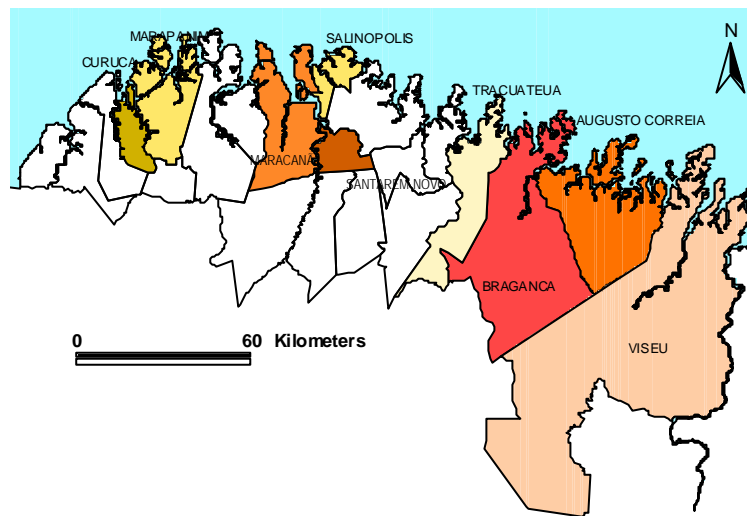 MARAPANIM
SALINOPOLIS
N
CURUCA
TRACUATEUA
AUGUSTO CORREIA
MARACANA
SANTAREM NOVO
BRAGANCA
0 60 Kilometers
VISEU